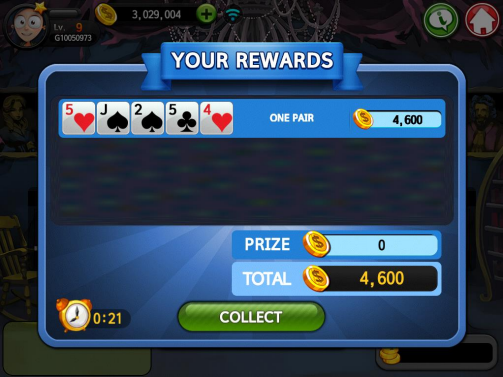 Lv. 9
3,029,004
G10050973
YOUR REWARDS
5 J 2 5 4
ONE PAIR
4,600
PRIZE
0
TOTAL
4,600
0:21
COLLECT